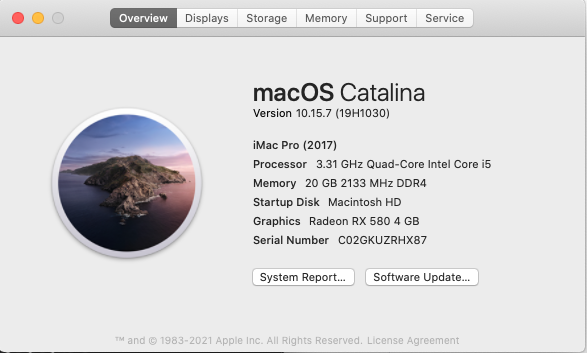 Overview Displays Storage Memory Support Service
macOS Catalina
Version 10.15.7 (19H1030)
iMac Pro (2017)
Processor 3.31 GHz Quad-Core Intel Core i5
Memory 20 GB 2133 MHz DDR4
Startup Disk Macintosh HD
Graphics Radeon RX 580 4 GB
Serial Number C02GKUZRHX87
System Report... Software Update...
™ and © 1983-2021 Apple Inc. All Rights Reserved. License Agreement